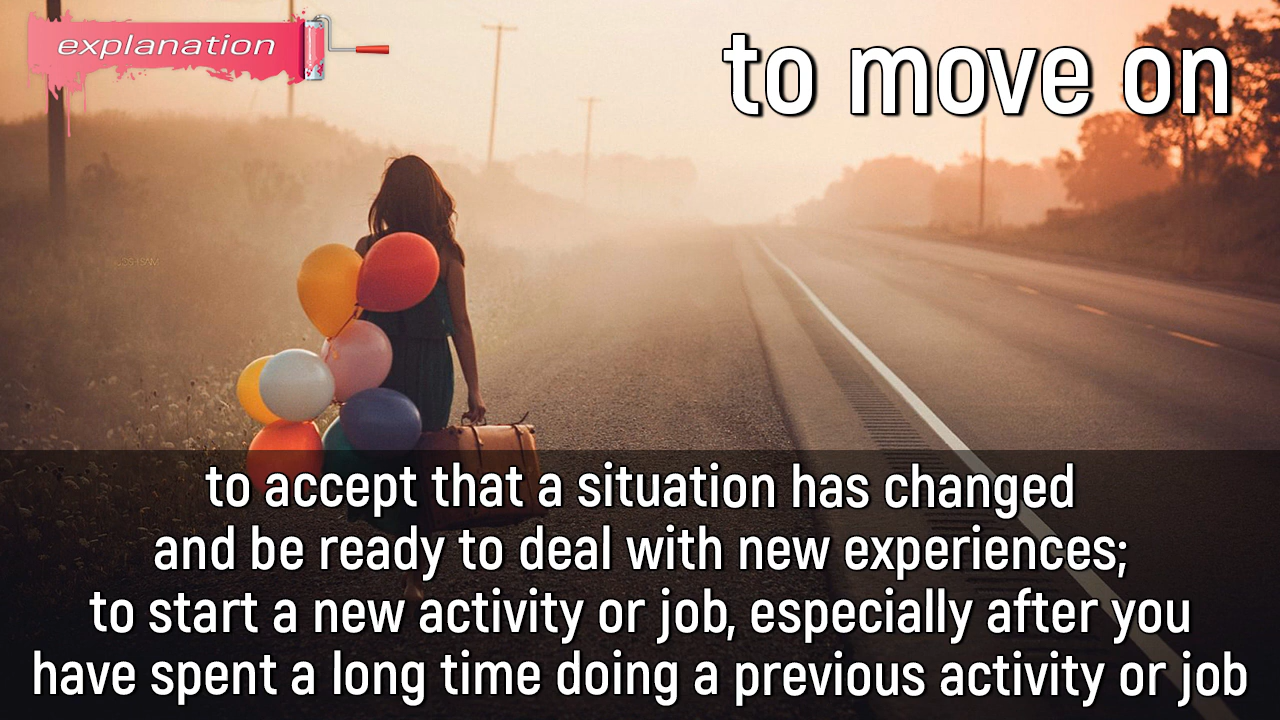 explanation
to move on
to accept that a situation has changed
and be ready to deal with new experiences;
to start a new activity or job, especially after you
have spent a long time doing a previous activity or job